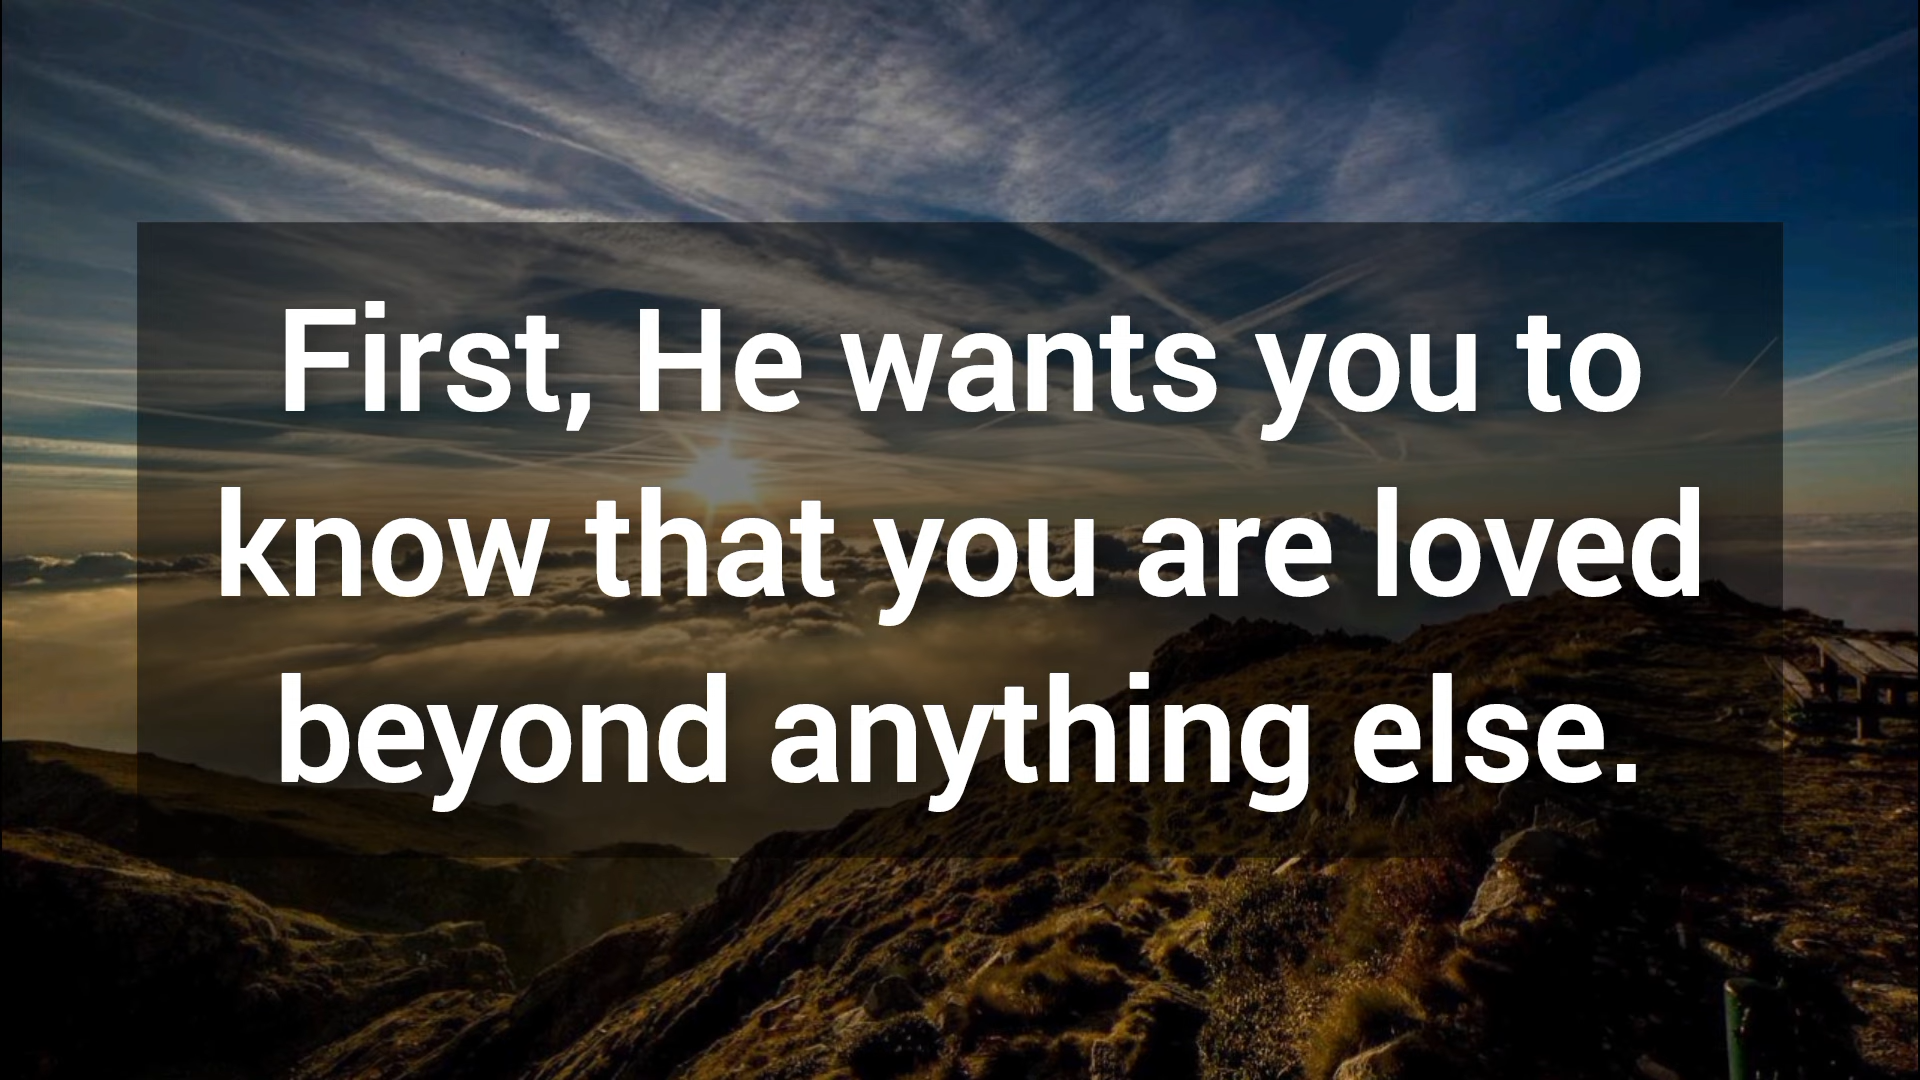 First, He wants you to
know that you are loved
beyond anything else.